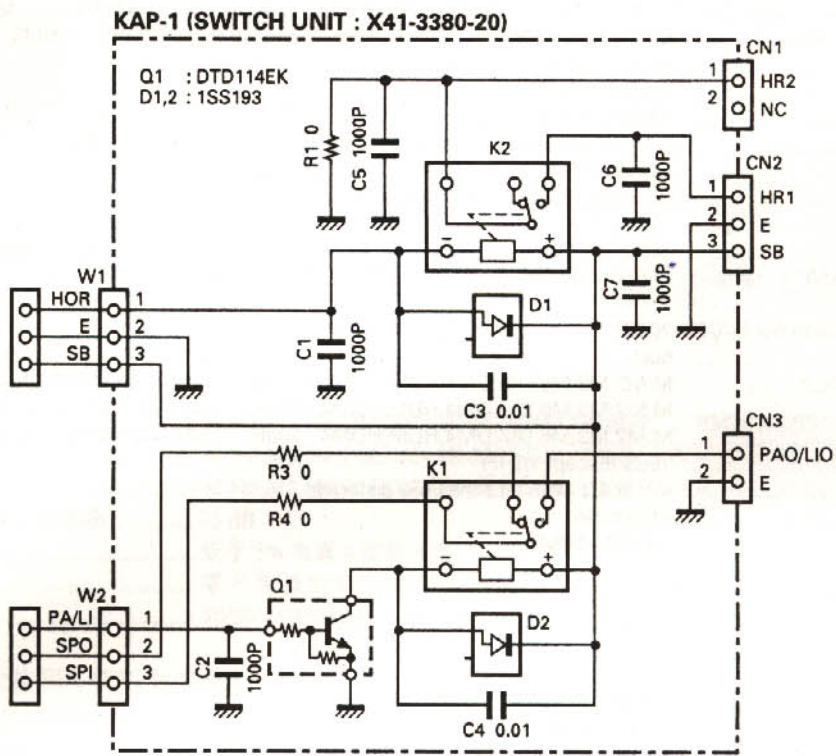 KAP-1 (SWITCH UNIT : X41-3380-20)
Q1 : DTD114EK
D1,2 : 1SS193
CN1
1 HR2
2 NC
R1 0
C5 1000P
K2
C6 1000P
CN2
1 HR1
2 E
3 SB
- +
C7 1000P
W1
HOR 1
E 2
SB 3
C1 1000P
D1
C3 0.01
CN3
1 PAO/LIO
2 E
R3 0
K1
R4 0
- +
Q1
W2
PA/LI 1
SPO 2
SPI 3
C2 1000P
D2
C4 0.01